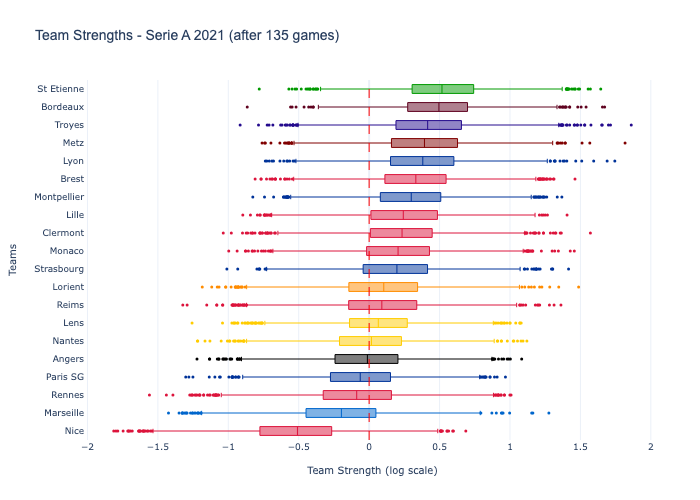 Team Strengths - Serie A 2021 (after 135 games)
St Etienne
Bordeaux
Troyes
Metz
Lyon
Brest
Montpellier
Lille
Clermont
Monaco
Strasbourg
Lorient
Reims
Lens
Nantes
Angers
Paris SG
Rennes
Marseille
Nice
Teams
−2 −1.5 −1 −0.5 0 0.5 1 1.5 2
Team Strength (log scale)